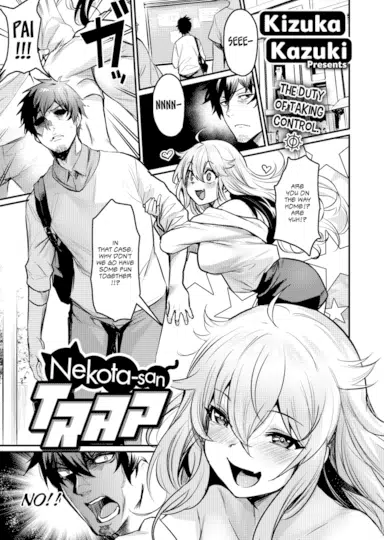 Kizuka
Kazuki
Presents
THE DUTY
OF TAKING
CONTROL.
SEEE-
NNNN-
PAI
!!!
ARE
YOU ON
THE WAY
HOME!?
ARE
YUH!?
IN
THAT CASE,
WHY DON'T
WE GO HAVE
SOME FUN
TOGETHER
!!?
Nekota-san
TRAP
NO!!